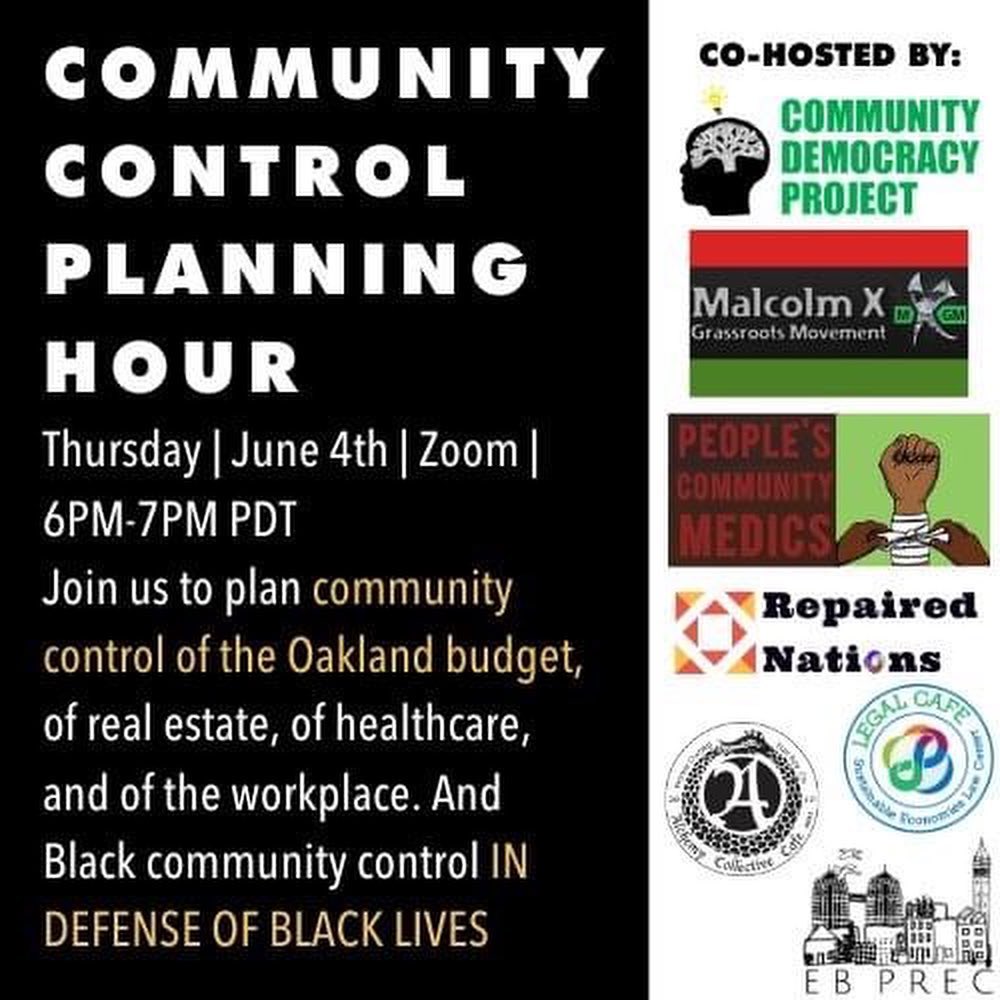 COMMUNITY
CONTROL
PLANNING
HOUR
Thursday | June 4th | Zoom |
6PM-7PM PDT
Join us to plan community
control of the Oakland budget,
of real estate, of healthcare,
and of the workplace. And
Black community control IN
DEFENSE OF BLACK LIVES
CO-HOSTED BY:
COMMUNITY
DEMOCRACY
PROJECT
Malcolm X
Grassroots Movement
M GM
PEOPLE'S
COMMUNITY
MEDICS
Repaired
Nations
LEGAL CAFE
Sustainable Economies Law Center
A
Alchemy Collective Cafe
EB PREC